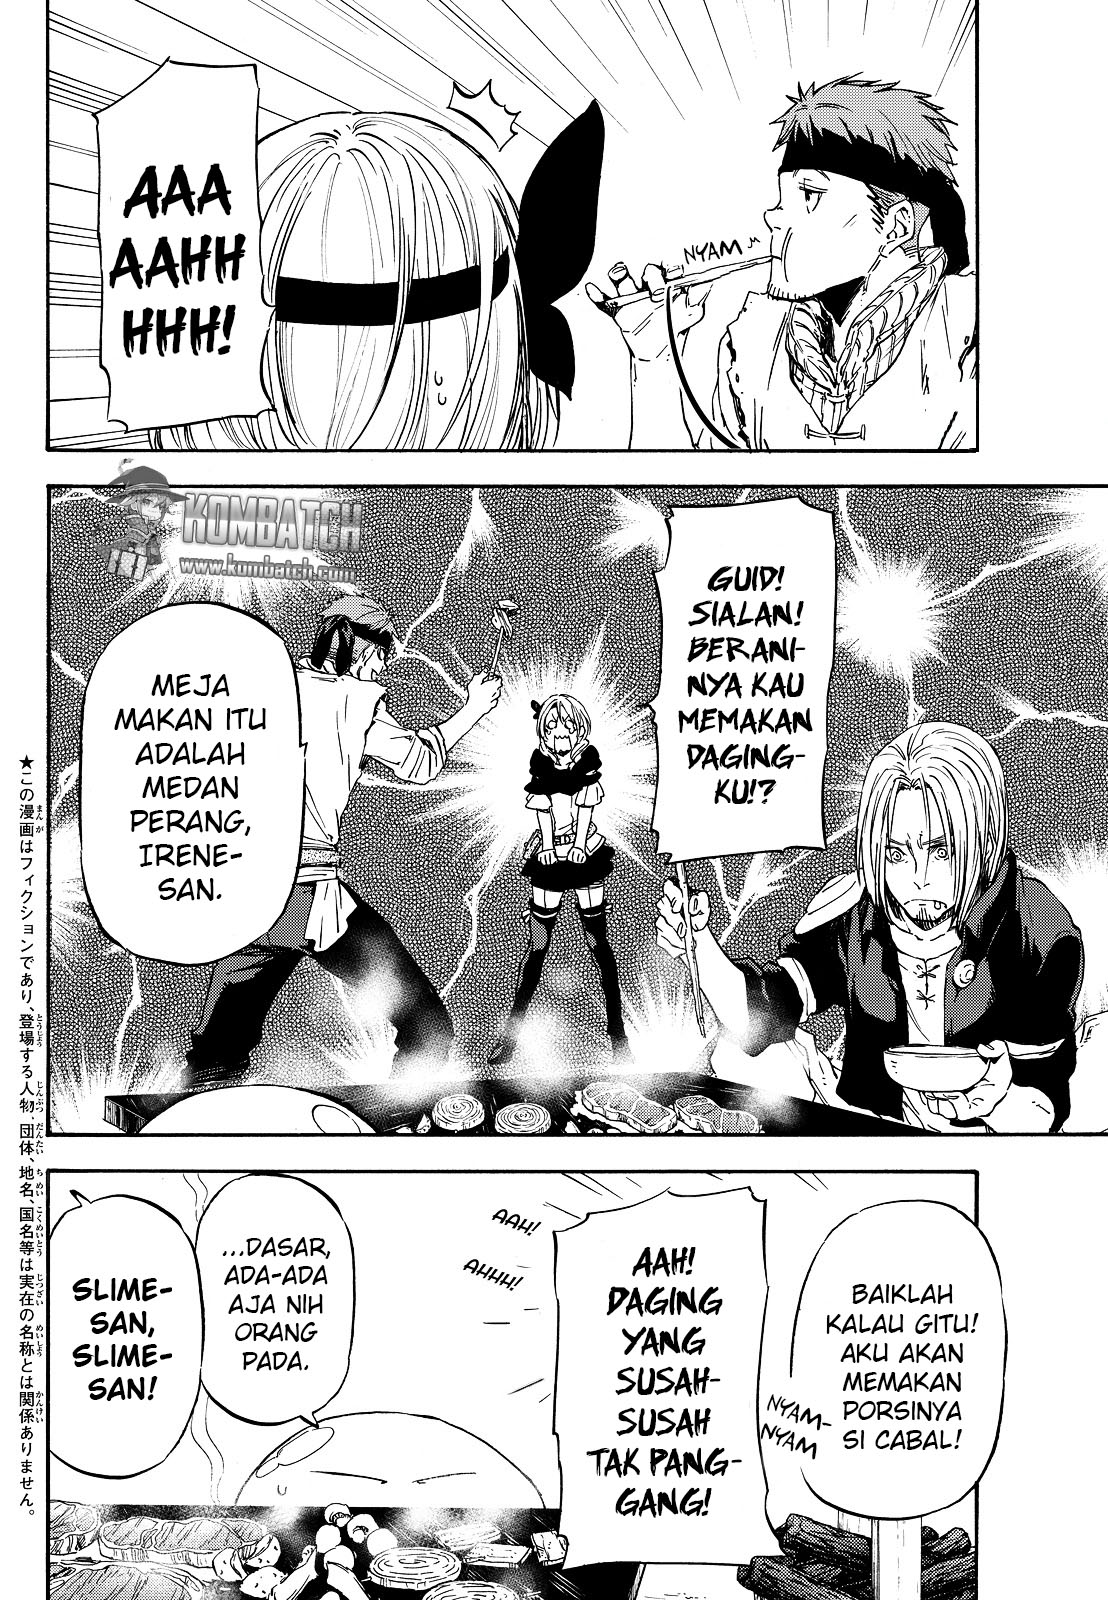 AAA
AAHH
HHH!
NYAM
KOMBATCH
www.kombatch.com
GUID!
SIALAN!
BERANI-
NYA KAU
MEMAKAN
DAGING-
KU!?
MEJA
MAKAN ITU
ADALAH
MEDAN
PERANG,
IRENE-
SAN.
BAIKLAH
KALAU GITU!
AKU AKAN
MEMAKAN
PORSINYA
SI CABAL!
NYAM-
NYAM
AAH!
DAGING
YANG
SUSAH-
SUSAH
TAK PANG-
GANG!
AAH!
AHHH!
...DASAR,
ADA-ADA
AJA NIH
ORANG
PADA.
SLIME-
SAN,
SLIME-
SAN!
★この漫画はフィクションであり、登場する人物、団体、地名、国名等は実在の名称とは関係ありません。